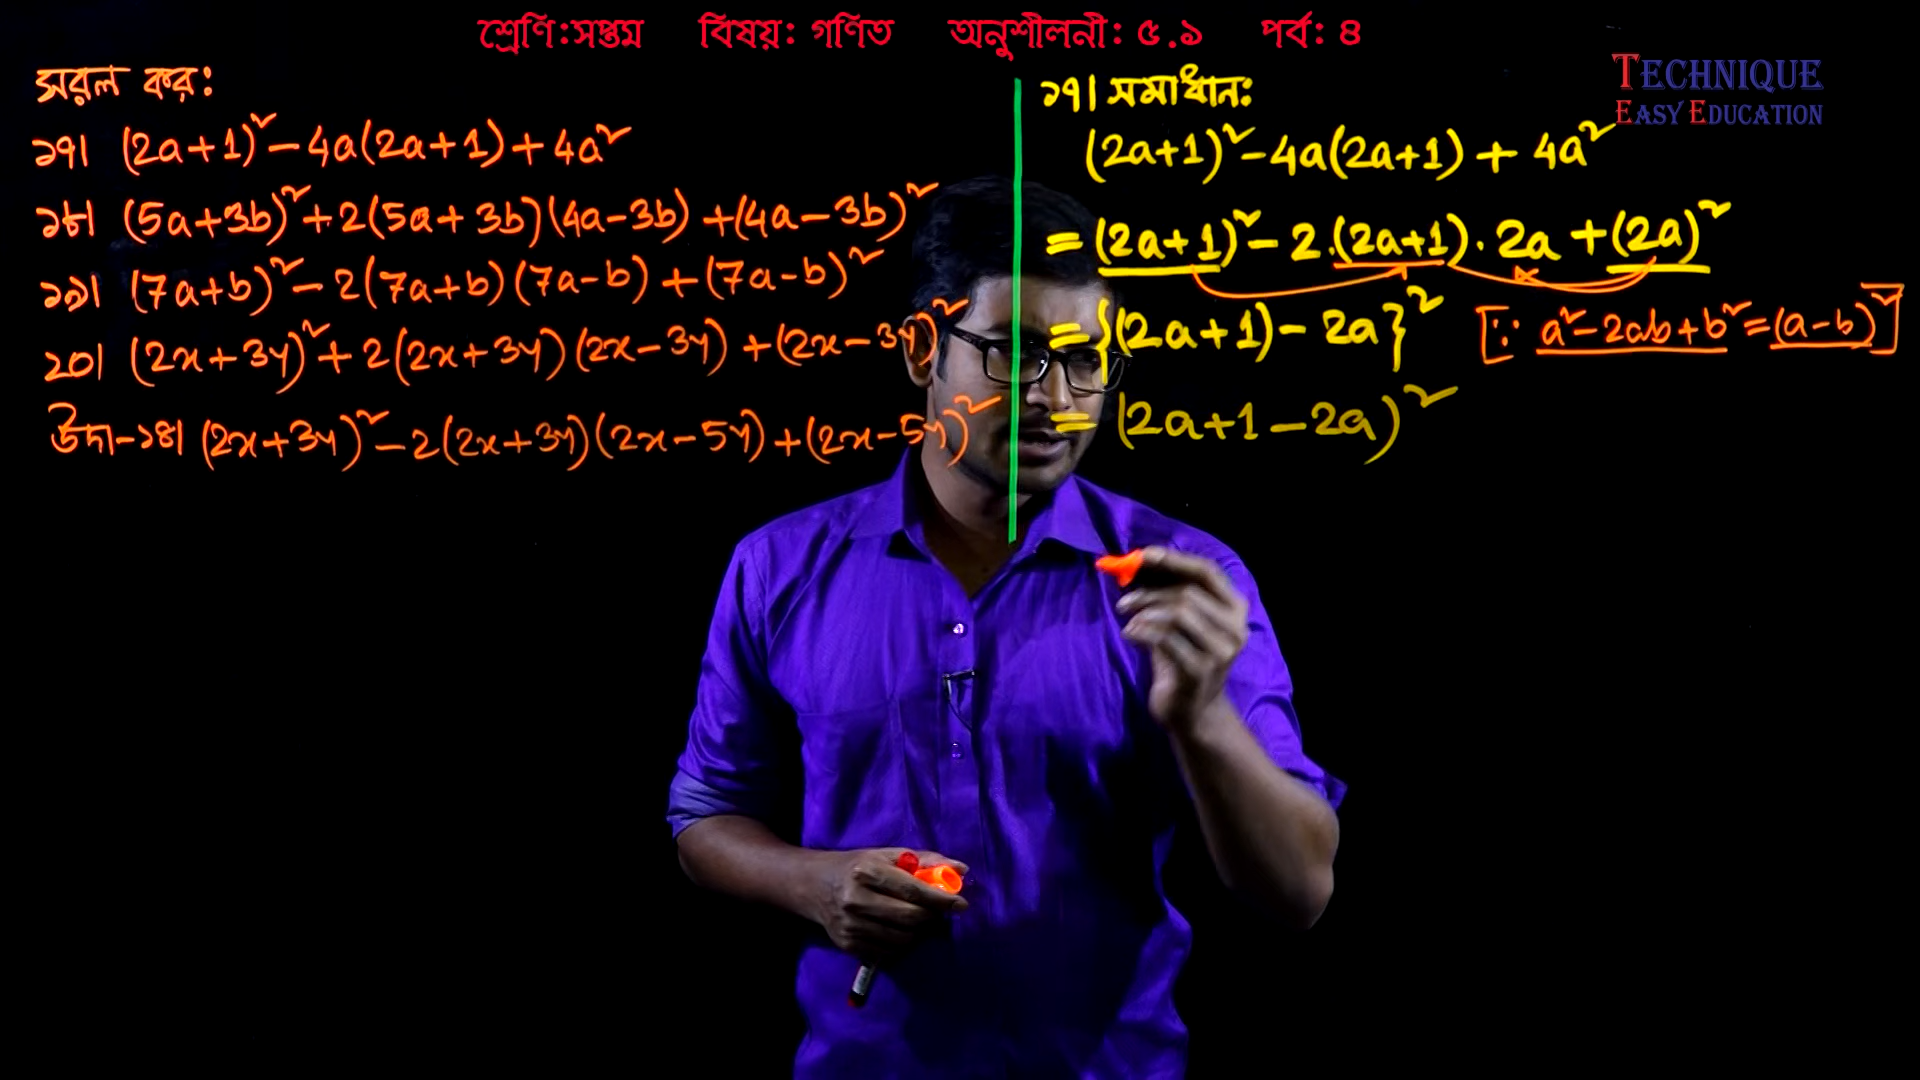 শ্রেণি:সপ্তম বিষয়: গণিত অনুশীলনী: ৫.১ পর্ব: ৪
TECHNIQUE
EASY EDUCATION
সরল কর:
১৭। (2a+1)² - 4a(2a+1) + 4a²
১৮। (5a+3b)² + 2(5a+3b)(4a-3b) + (4a-3b)²
১৯। (7a+b)² - 2(7a+b)(7a-b) + (7a-b)²
২০। (2x+3y)² + 2(2x+3y)(2x-3y) + (2x-3y)²
উদা-১৪। (2x+3y)² - 2(2x+3y)(2x-5y) + (2x-5y)²
১৭। সমাধান:
(2a+1)² - 4a(2a+1) + 4a²
= (2a+1)² - 2.(2a+1).2a + (2a)²
= {(2a+1) - 2a}² [∵ a²-2ab+b² = (a-b)²]
= (2a+1-2a)²